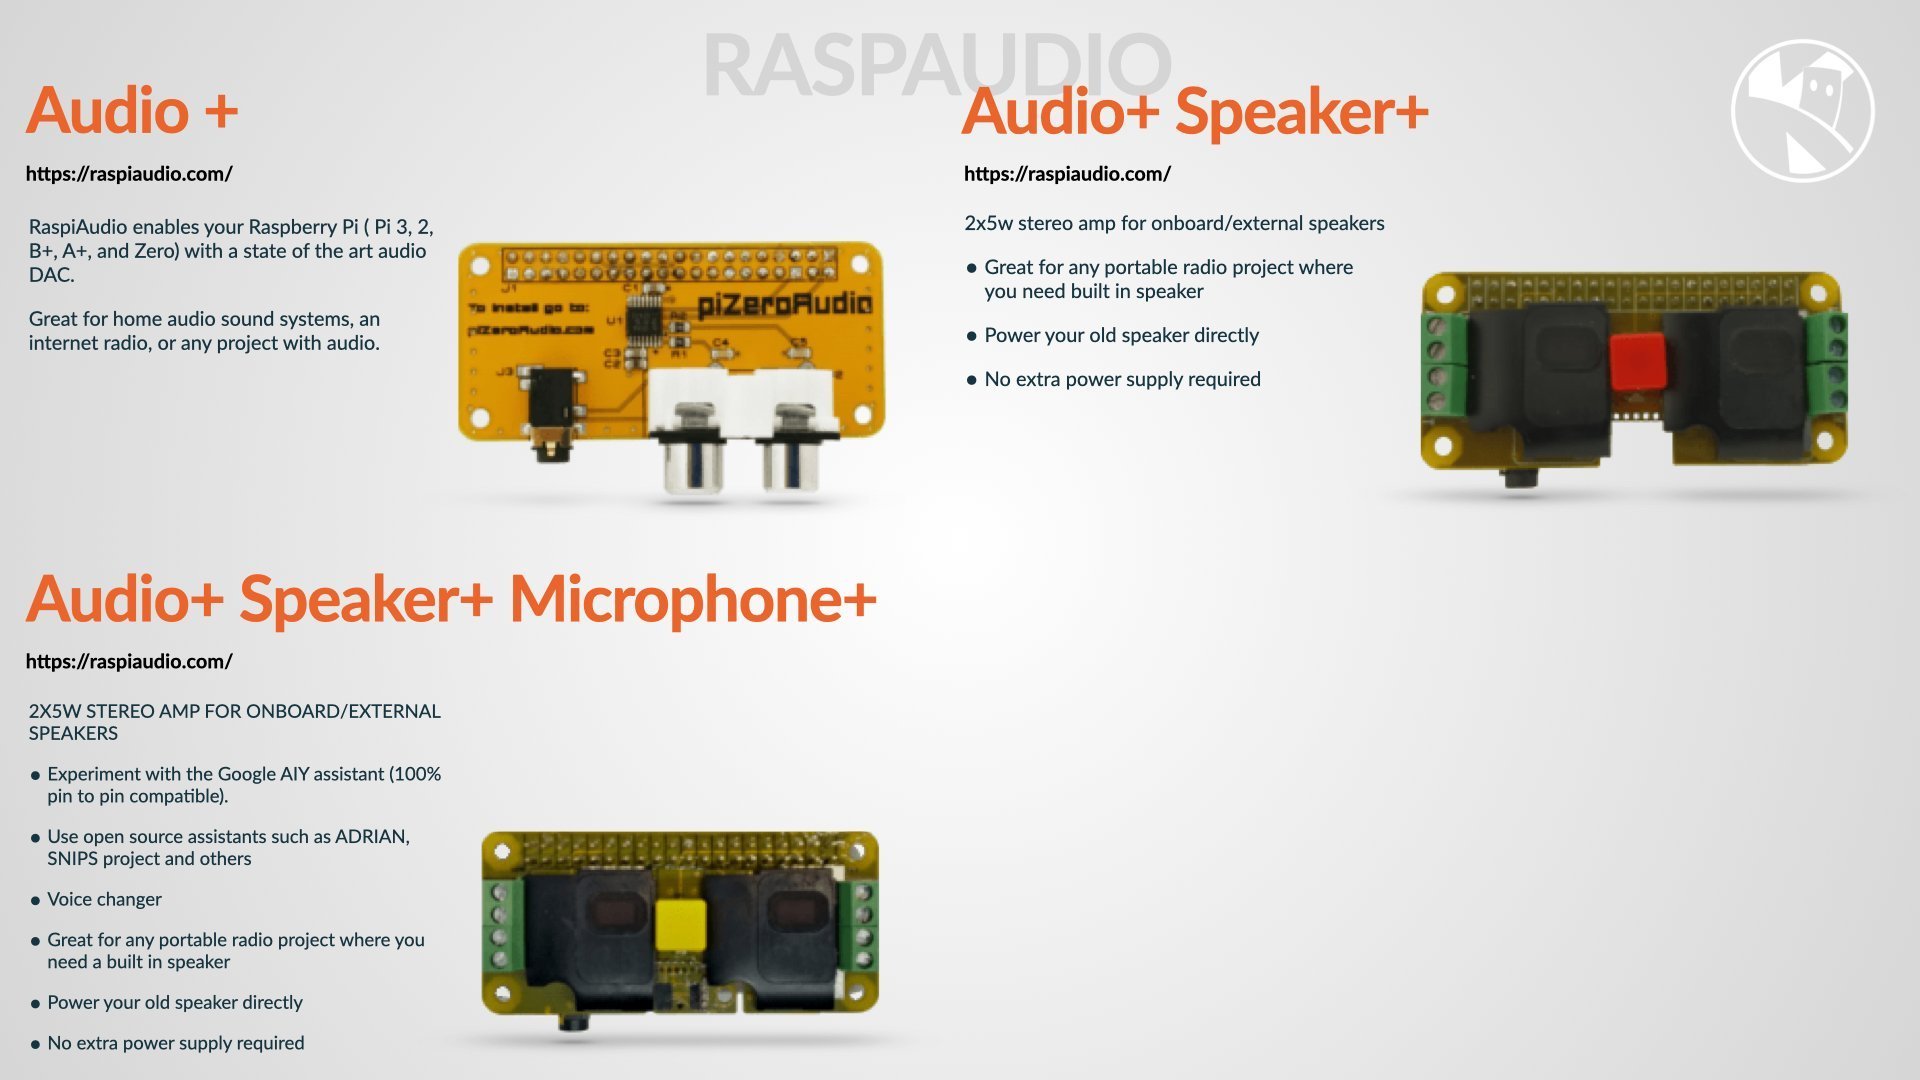 RASPAUDIO
Audio +
https://raspiaudio.com/
RaspiAudio enables your Raspberry Pi ( Pi 3, 2,
B+, A+, and Zero) with a state of the art audio
DAC.
Great for home audio sound systems, an
internet radio, or any project with audio.
J1
C1
To install go to:
piZeroAudio.com
piZeroAudio
U1
R2
R1
C3
C2
C4
C5
J3
Audio+ Speaker+
https://raspiaudio.com/
2x5w stereo amp for onboard/external speakers
• Great for any portable radio project where
you need built in speaker
• Power your old speaker directly
• No extra power supply required
Audio+ Speaker+ Microphone+
https://raspiaudio.com/
2X5W STEREO AMP FOR ONBOARD/EXTERNAL
SPEAKERS
• Experiment with the Google AIY assistant (100%
pin to pin compatible).
• Use open source assistants such as ADRIAN,
SNIPS project and others
• Voice changer
• Great for any portable radio project where you
need a built in speaker
• Power your old speaker directly
• No extra power supply required